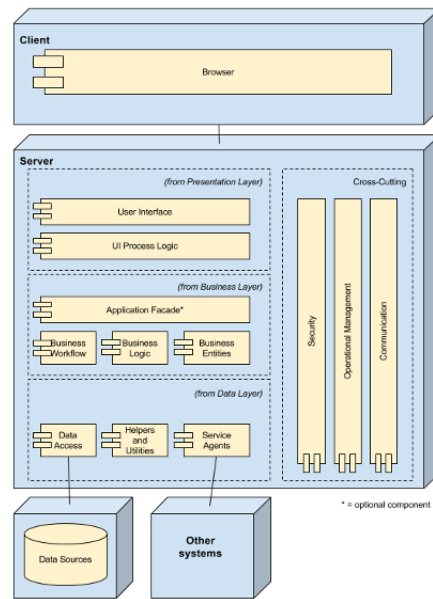 Client
Browser
Server
(from Presentation Layer)
User Interface
UI Process Logic
(from Business Layer)
Application Facade*
Business
Workflow
Business
Logic
Business
Entities
(from Data Layer)
Data
Access
Helpers
and
Utilities
Service
Agents
Cross-Cutting
Security
Operational Management
Communication
* = optional component
Data Sources
Other
systems